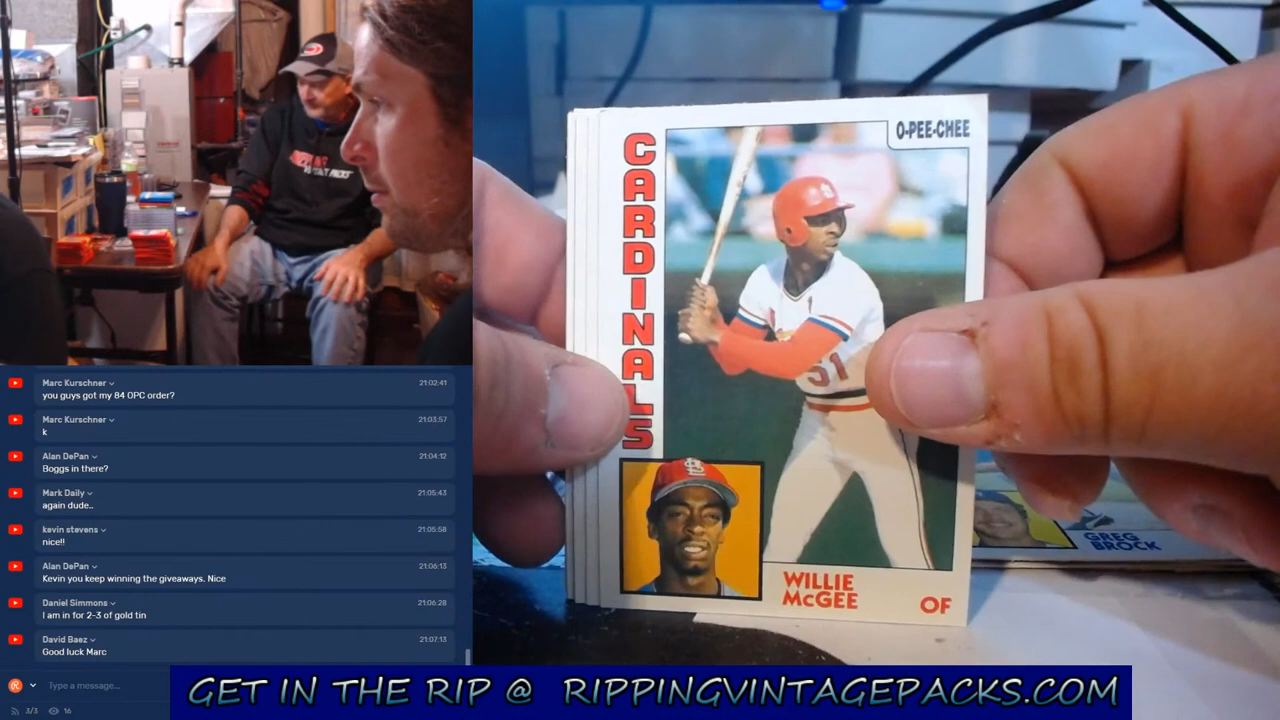 Marc Kurschner
21:02:41
you guys got my 84 OPC order?
Marc Kurschner
21:03:57
k
Alan DePan
21:04:12
Boggs in there?
Mark Daily
21:05:43
again dude..
kevin stevens
21:05:58
nice!!
Alan DePan
21:06:13
Kevin you keep winning the giveaways. Nice
Daniel Simmons
21:06:28
I am in for 2-3 of gold tin
David Baez
21:07:13
Good luck Marc
Type a message...
3/3
16
O-PEE-CHEE
CARDINALS
51
WILLIE
McGEE
OF
GREG
BROCK
GET IN THE RIP @ RIPPINGVINTAGEPACKS.COM